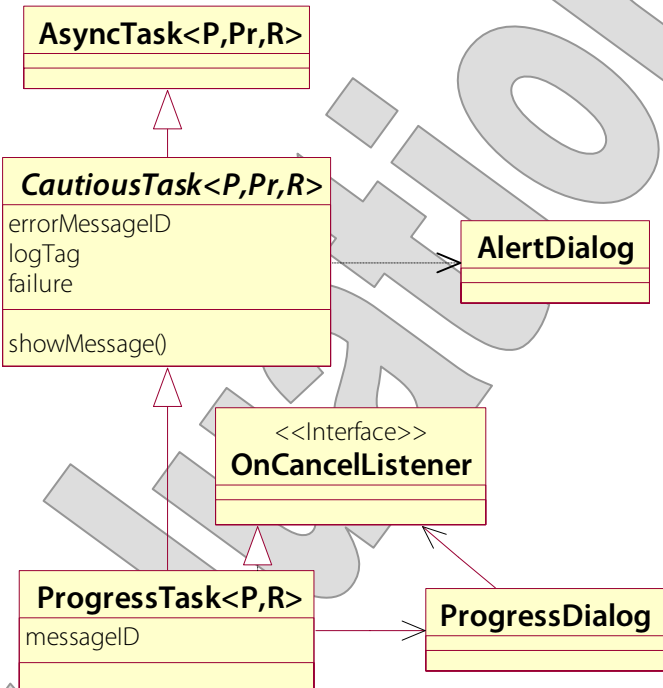 AsyncTask<P,Pr,R>
CautiousTask<P,Pr,R>
errorMessageID
logTag
failure
showMessage()
AlertDialog
<<Interface>>
OnCancelListener
ProgressTask<P,R>
messageID
ProgressDialog